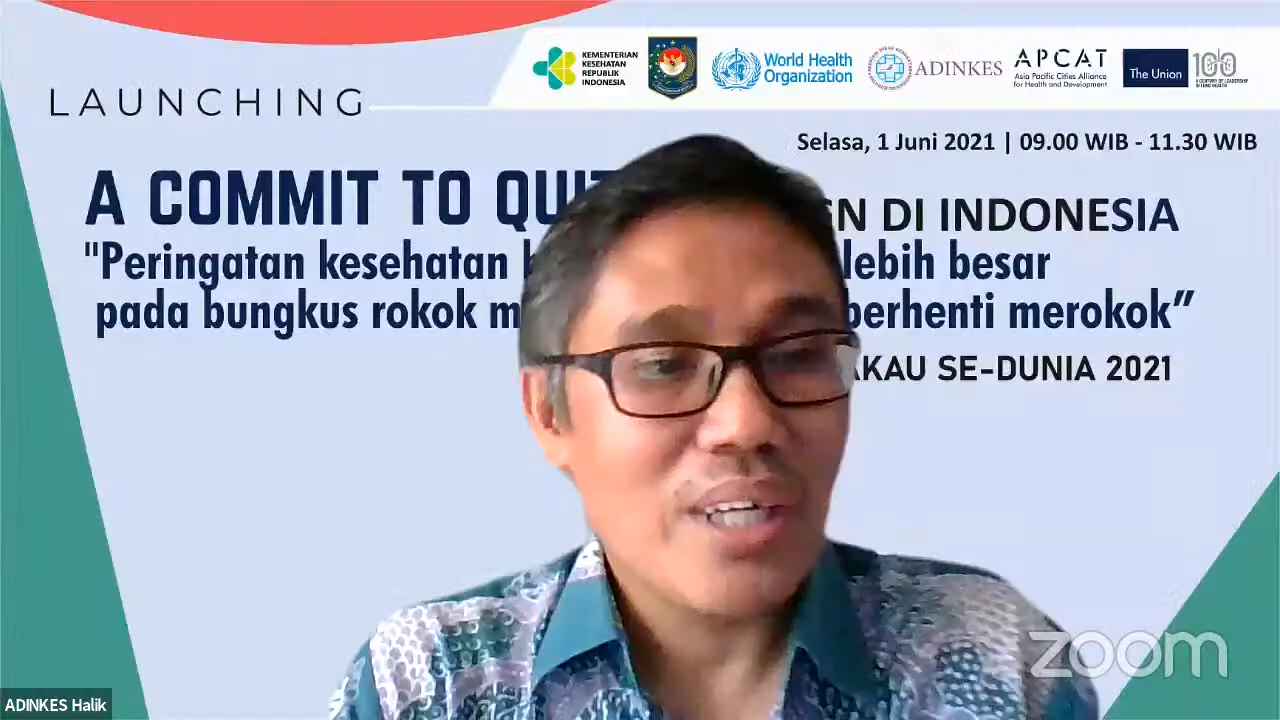 KEMENTERIAN
KESEHATAN
REPUBLIK
INDONESIA
World Health
Organization
ADINKES
APCAT
Asia Pacific Cities Alliance
for Health and Development
The Union
100
LAUNCHING
Selasa, 1 Juni 2021 | 09.00 WIB - 11.30 WIB
A COMMIT TO GN DI INDONESIA
"Peringatan kesehatan lebih besar
pada bungkus rokok berhenti merokok”
SE-DUNIA 2021
zoom
ADINKES Halik